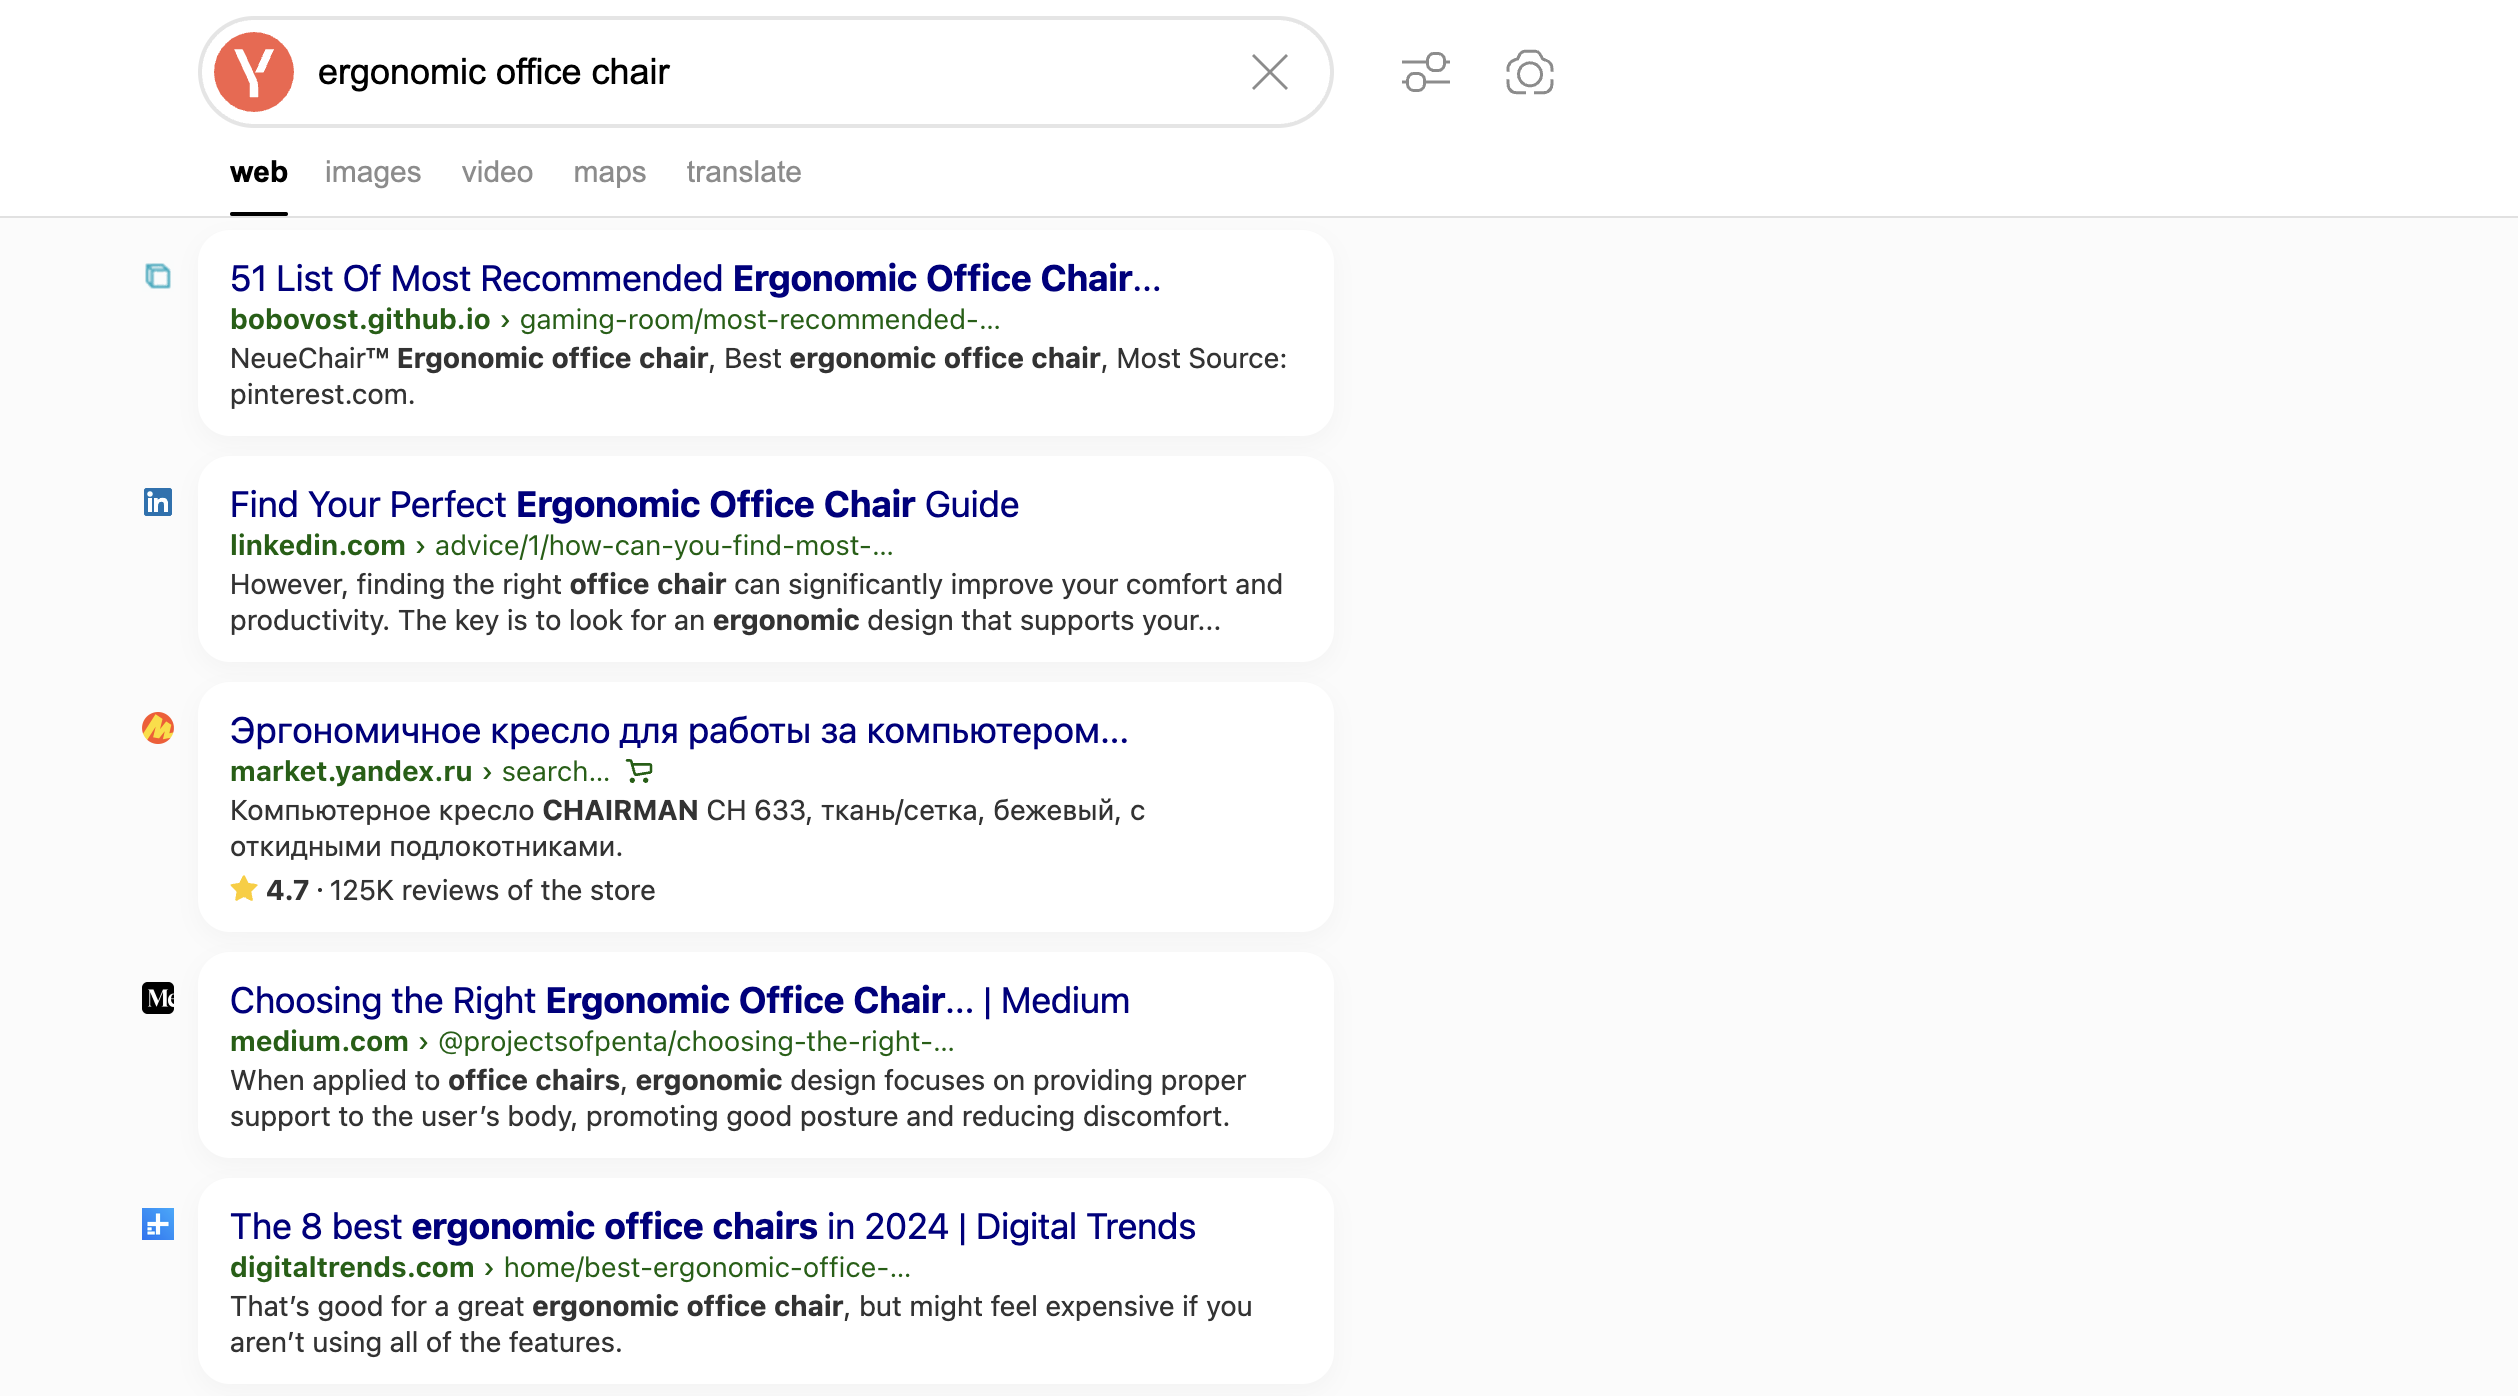 Y ergonomic office chair
web images video maps translate
51 List Of Most Recommended Ergonomic Office Chair...
bobovost.github.io › gaming-room/most-recommended-...
NeueChair™ Ergonomic office chair, Best ergonomic office chair, Most Source:
pinterest.com.
in
Find Your Perfect Ergonomic Office Chair Guide
linkedin.com › advice/1/how-can-you-find-most-...
However, finding the right office chair can significantly improve your comfort and
productivity. The key is to look for an ergonomic design that supports your...
Эргономичное кресло для работы за компьютером...
market.yandex.ru › search...
Компьютерное кресло CHAIRMAN CH 633, ткань/сетка, бежевый, с
откидными подлокотниками.
4.7 · 125K reviews of the store
Me
Choosing the Right Ergonomic Office Chair... | Medium
medium.com › @projectsofpenta/choosing-the-right-...
When applied to office chairs, ergonomic design focuses on providing proper
support to the user’s body, promoting good posture and reducing discomfort.
The 8 best ergonomic office chairs in 2024 | Digital Trends
digitaltrends.com › home/best-ergonomic-office-...
That’s good for a great ergonomic office chair, but might feel expensive if you
aren’t using all of the features.